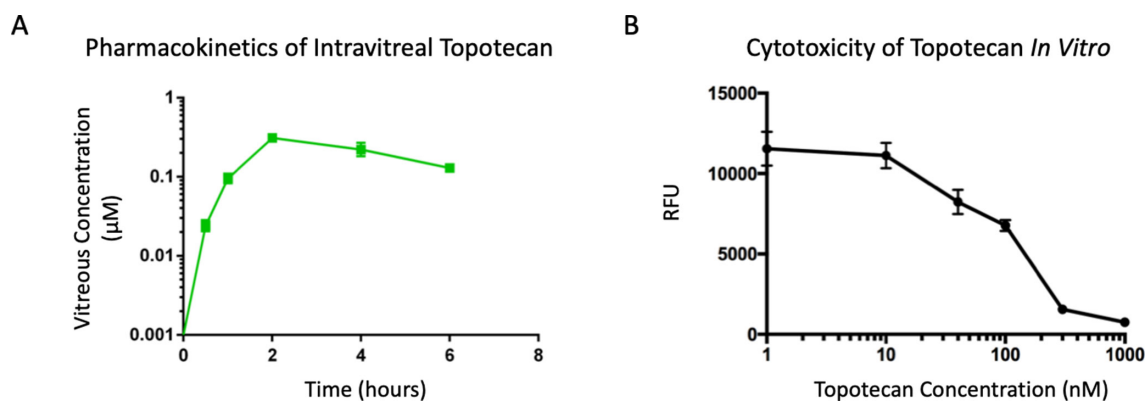 A
Pharmacokinetics of Intravitreal Topotecan
Vitreous Concentration
(μM)
1
0.1
0.01
0.001
0
2
4
6
8
Time (hours)
B
Cytotoxicity of Topotecan In Vitro
RFU
15000
10000
5000
0
1
10
100
1000
Topotecan Concentration (nM)